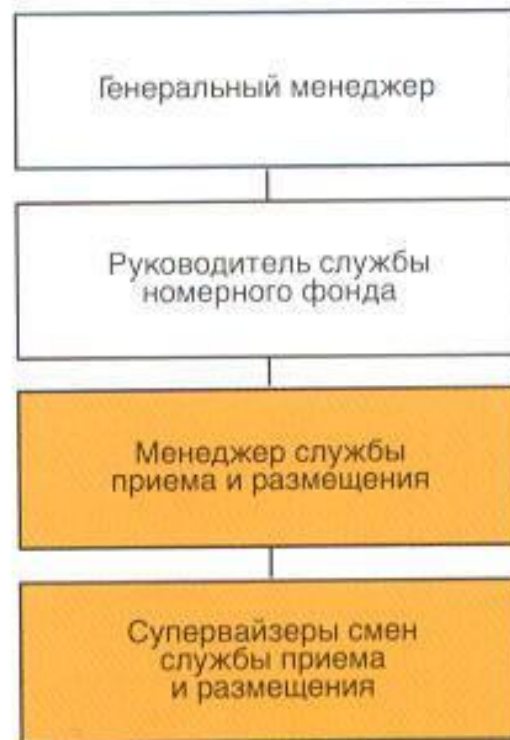 Генеральный менеджер
Руководитель службы
номерного фонда
Менеджер службы
приема и размещения
Супервайзеры смен
службы приема
и размещения